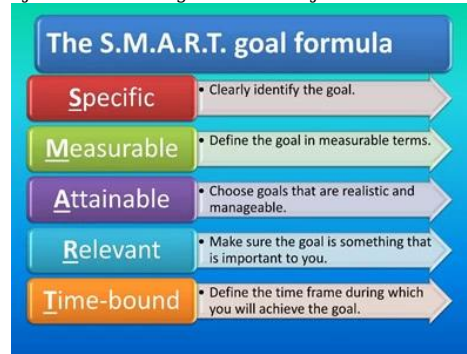 The S.M.A.R.T. goal formula
Specific
• Clearly identify the goal.
Measurable
• Define the goal in measurable terms.
Attainable
• Choose goals that are realistic and
manageable.
Relevant
• Make sure the goal is something that
is important to you.
Time-bound
• Define the time frame during which
you will achieve the goal.